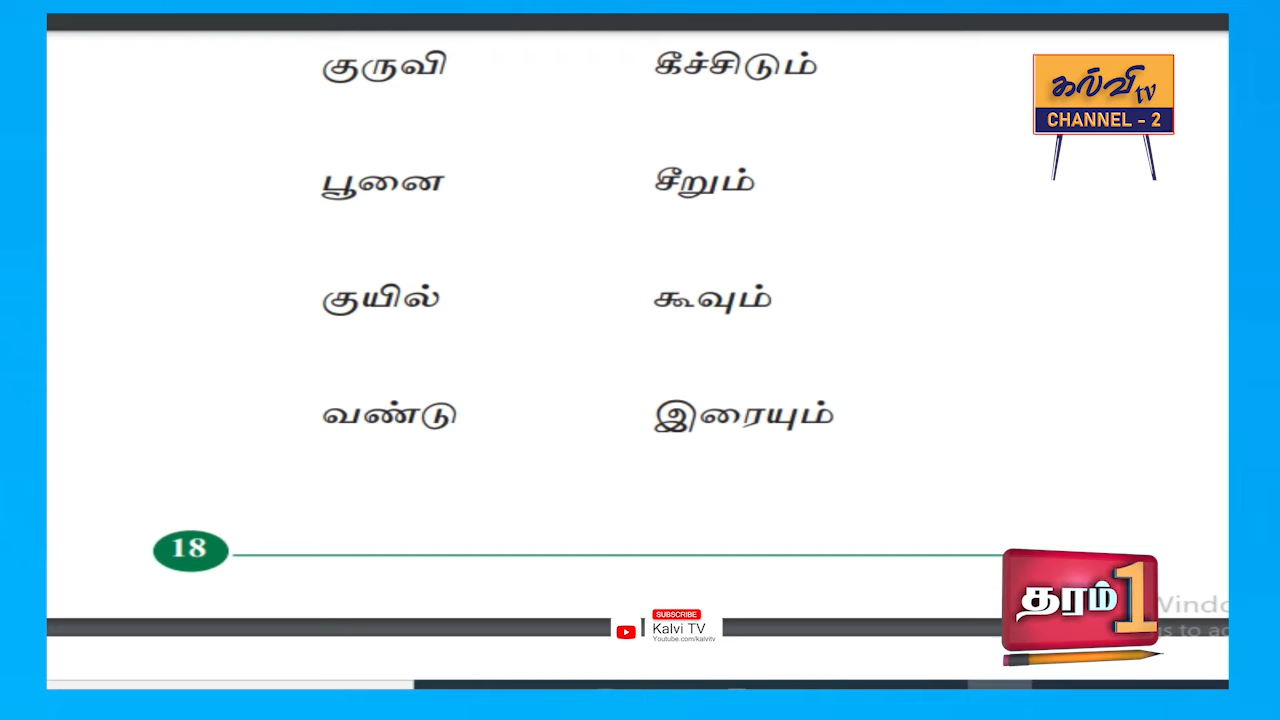 குருவி கீச்சிடும்
கல்வி tv
CHANNEL - 2
பூனை சீறும்
குயில் கூவும்
வண்டு இரையும்
18
தரம் 1
SUBSCRIBE
Kalvi TV
Youtube.com/kalvitv